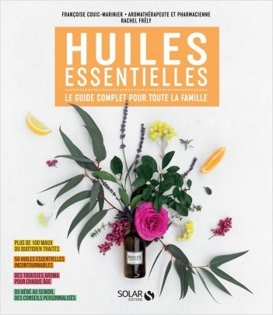 FRANÇOISE COUIC-MARINIER • AROMATHÉRAPEUTE ET PHARMACIENNE
RACHEL FRÉLY
HUILES
ESSENTIELLES
LE GUIDE COMPLET POUR TOUTE LA FAMILLE
PLUS DE 100 MAUX
DU QUOTIDIEN TRAITÉS
50 HUILES ESSENTIELLES
INCONTOURNABLES
DES TROUSSES AROMA
POUR CHAQUE ÂGE
DU BÉBÉ AU SENIOR
DES CONSEILS PERSONNALISÉS
SOLAR
ÉDITIONS